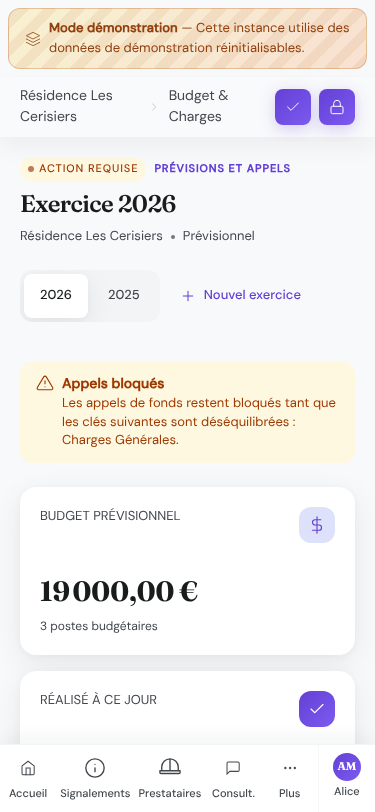 Mode démonstration — Cette instance utilise des
données de démonstration réinitialisables.
Résidence Les
Cerisiers
Budget &
Charges
ACTION REQUISE
PRÉVISIONS ET APPELS
Exercice 2026
Résidence Les Cerisiers • Prévisionnel
2026
2025
+ Nouvel exercice
Appels bloqués
Les appels de fonds restent bloqués tant que
les clés suivantes sont déséquilibrées :
Charges Générales.
BUDGET PRÉVISIONNEL
$
19 000,00 €
3 postes budgétaires
RÉALISÉ À CE JOUR
Accueil
Signalements
Prestataires
Consult.
Plus
AM
Alice